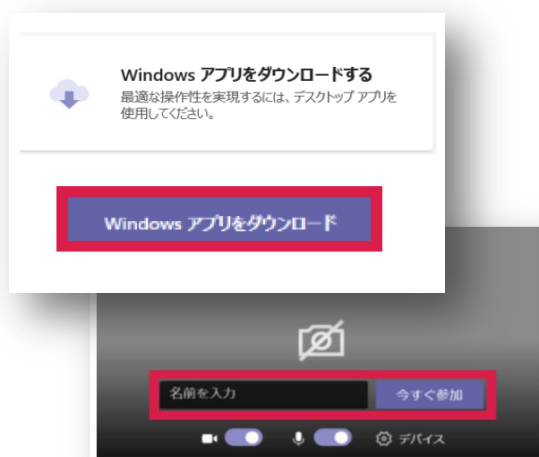 Windows アプリをダウンロードする
最適な操作性を実現するには、デスクトップ アプリを
使用してください。
Windows アプリをダウンロード
名前を入力
今すぐ参加
デバイス